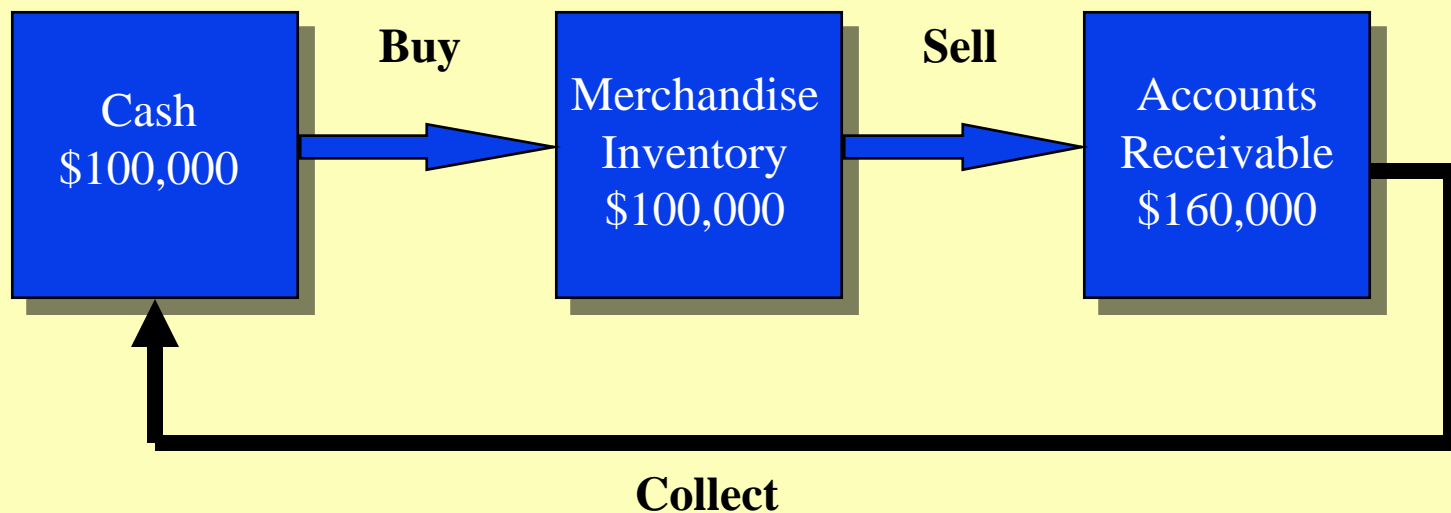 Cash
$100,000
Buy
Merchandise
Inventory
$100,000
Sell
Accounts
Receivable
$160,000
Collect